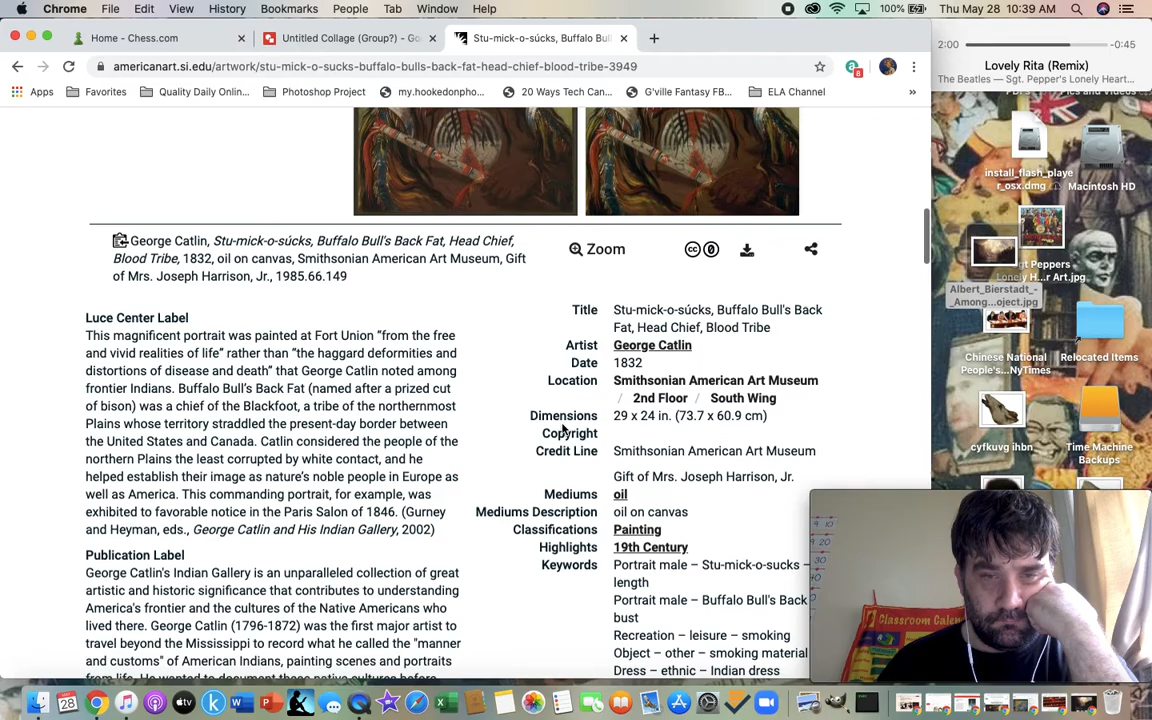 Chrome File Edit View History Bookmarks People Tab Window Help 100% Thu May 28 10:39 AM
Home - Chess.com Untitled Collage (Group?) - Go Stu-mick-o-súcks, Buffalo Bul
americanart.si.edu/artwork/stu-mick-o-sucks-buffalo-bulls-back-fat-head-chief-blood-tribe-3949 8
Apps Favorites Quality Daily Onlin... Photoshop Project my.hookedonpho... 20 Ways Tech Can... G'ville Fantasy FB... ELA Channel »
2:00 -0:45
Lovely Rita (Remix)
The Beatles — Sgt. Pepper's Lonely Heart...
install_flash_playe
r_osx.dmg
Macintosh HD
George Catlin, Stu-mick-o-súcks, Buffalo Bull's Back Fat, Head Chief,
Blood Tribe, 1832, oil on canvas, Smithsonian American Art Museum, Gift
of Mrs. Joseph Harrison, Jr., 1985.66.149
Zoom
cc 0
Luce Center Label
This magnificent portrait was painted at Fort Union “from the free
and vivid realities of life” rather than “the haggard deformities and
distortions of disease and death” that George Catlin noted among
frontier Indians. Buffalo Bull’s Back Fat (named after a prized cut
of bison) was a chief of the Blackfoot, a tribe of the northernmost
Plains whose territory straddled the present-day border between
the United States and Canada. Catlin considered the people of the
northern Plains the least corrupted by white contact, and he
helped establish their image as nature’s noble people in Europe as
well as America. This commanding portrait, for example, was
exhibited to favorable notice in the Paris Salon of 1846. (Gurney
and Heyman, eds., George Catlin and His Indian Gallery, 2002)
Publication Label
George Catlin's Indian Gallery is an unparalleled collection of great
artistic and historic significance that contributes to understanding
America's frontier and the cultures of the Native Americans who
lived there. George Catlin (1796-1872) was the first major artist to
travel beyond the Mississippi to record what he called the "manner
and customs" of American Indians, painting scenes and portraits
Title Stu-mick-o-súcks, Buffalo Bull's Back
Fat, Head Chief, Blood Tribe
Artist George Catlin
Date 1832
Location Smithsonian American Art Museum
/ 2nd Floor / South Wing
Dimensions 29 x 24 in. (73.7 x 60.9 cm)
Copyright
Credit Line Smithsonian American Art Museum
Gift of Mrs. Joseph Harrison, Jr.
Mediums oil
Mediums Description oil on canvas
Classifications Painting
Highlights 19th Century
Keywords Portrait male – Stu-mick-o-súcks –
length
Portrait male – Buffalo Bull's Back
bust
Recreation – leisure – smoking
Object – other – smoking material
Dress – ethnic – Indian dress
gt Peppers
Lonely H...r Art.jpg
Albert_Bierstadt_-
_Among...oject.jpg
Chinese National
People's...NyTimes
Relocated Items
cyfkuvg ihbn
Time Machine
Backups
Classroom Calen
28